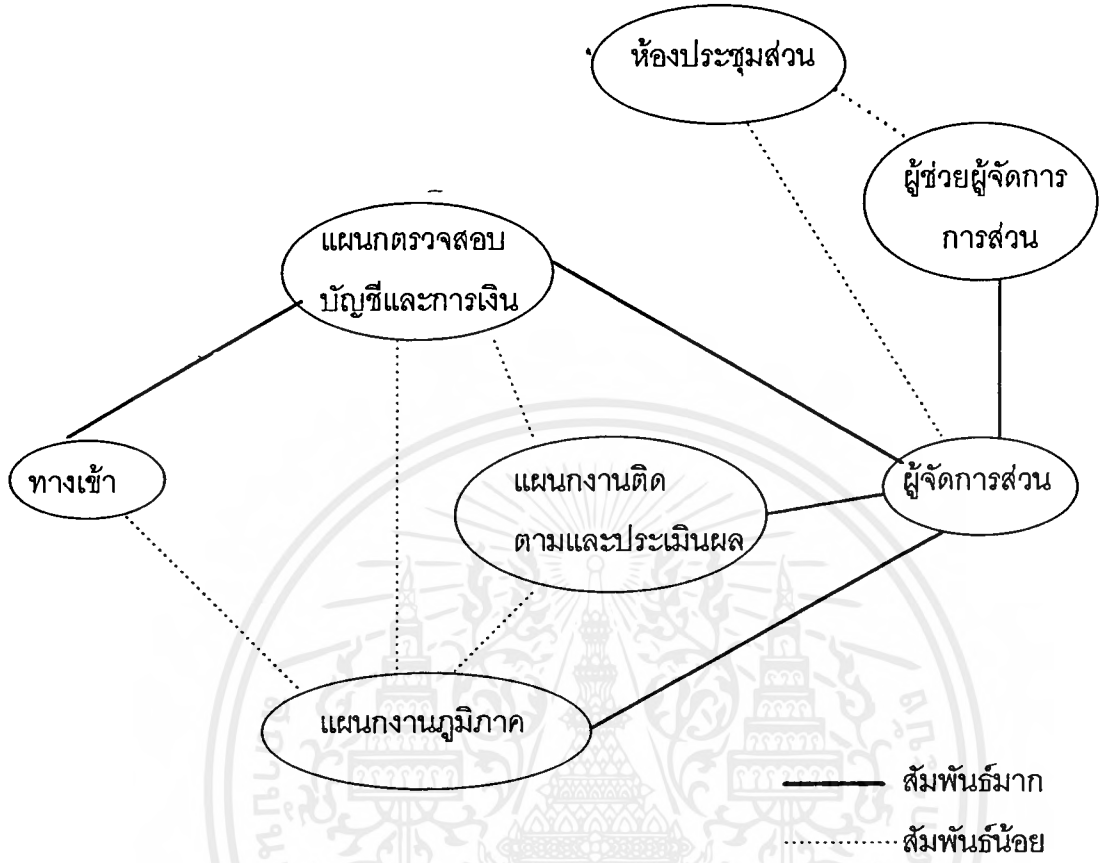 ห้องประชุมส่วน
ผู้ช่วยผู้จัดการ
การส่วน
แผนกตรวจสอบ
บัญชีและการเงิน
ทางเข้า
แผนกงานติด
ตามและประเมินผล
ผู้จัดการส่วน
แผนกงานภูมิภาค
สัมพันธ์มาก
สัมพันธ์น้อย